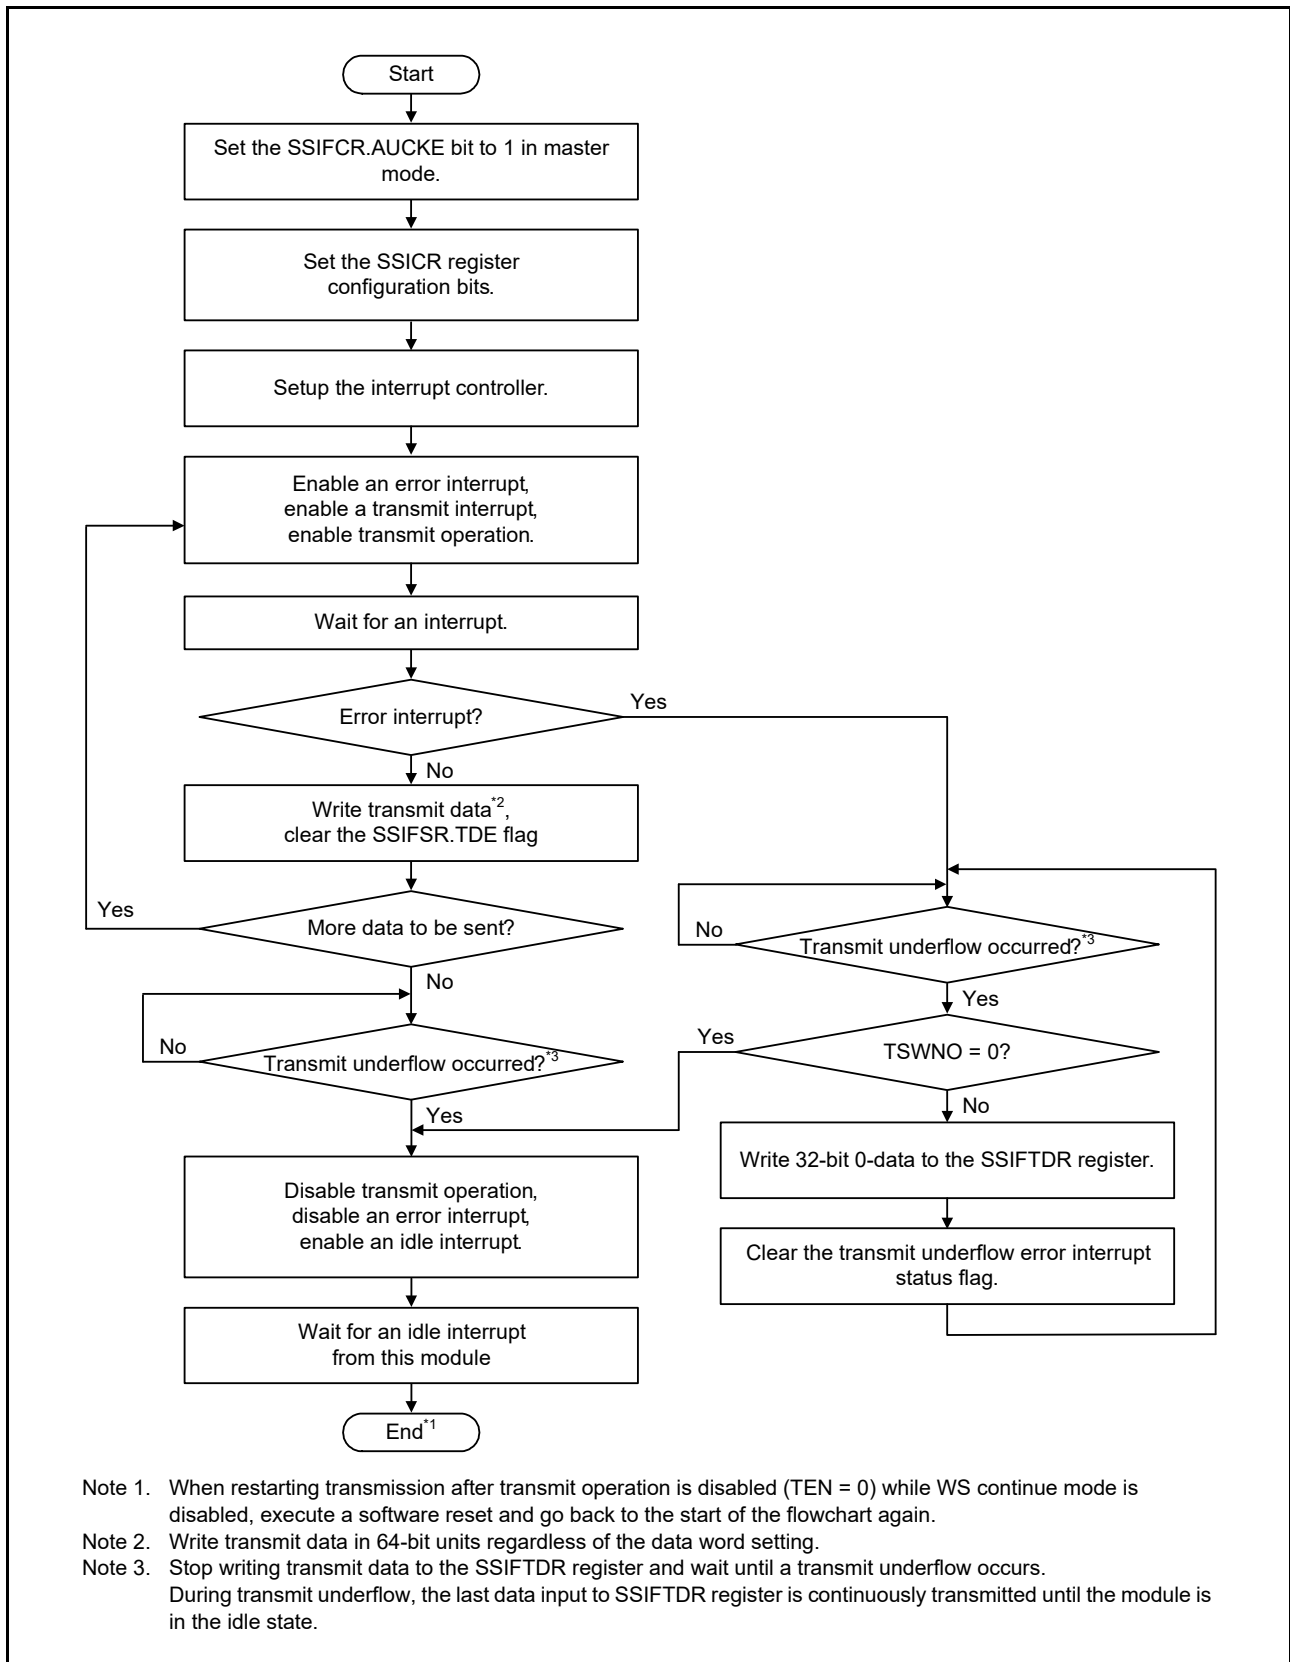 Start
Set the SSIFCR.AUCKE bit to 1 in master
mode.
Set the SSICR register
configuration bits.
Setup the interrupt controller.
Enable an error interrupt,
enable a transmit interrupt,
enable transmit operation.
Wait for an interrupt.
Error interrupt?
Yes
No
Write transmit data*2,
clear the SSIFSR.TDE flag
More data to be sent?
Yes
No
Transmit underflow occurred?*3
No
Yes
Transmit underflow occurred?*3
No
Yes
TSWNO = 0?
Yes
No
Write 32-bit 0-data to the SSIFTDR register.
Clear the transmit underflow error interrupt
status flag.
Disable transmit operation,
disable an error interrupt,
enable an idle interrupt.
Wait for an idle interrupt
from this module
End*1
Note 1. When restarting transmission after transmit operation is disabled (TEN = 0) while WS continue mode is
disabled, execute a software reset and go back to the start of the flowchart again.
Note 2. Write transmit data in 64-bit units regardless of the data word setting.
Note 3. Stop writing transmit data to the SSIFTDR register and wait until a transmit underflow occurs.
During transmit underflow, the last data input to SSIFTDR register is continuously transmitted until the module is
in the idle state.